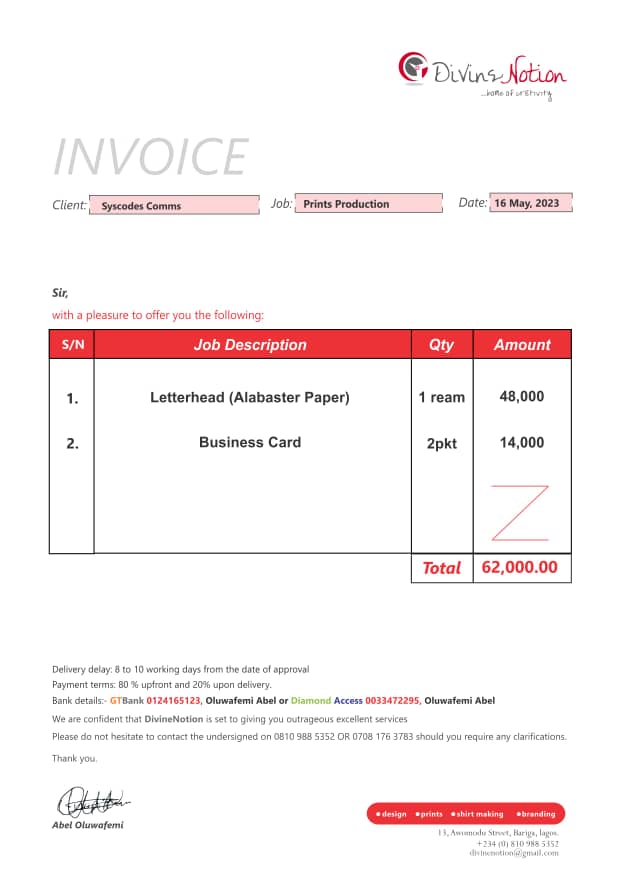 Divine Notion
...home of crEtivity
INVOICE
Client: Syscodes Comms Job: Prints Production Date: 16 May, 2023
Sir,
with a pleasure to offer you the following:
S/N Job Description Qty Amount
1. Letterhead (Alabaster Paper) 1 ream 48,000
2. Business Card 2pkt 14,000
Total 62,000.00
Delivery delay: 8 to 10 working days from the date of approval
Payment terms: 80 % upfront and 20% upon delivery.
Bank details:- GTBank 0124165123, Oluwafemi Abel or Diamond Access 0033472295, Oluwafemi Abel
We are confident that DivineNotion is set to giving you outrageous excellent services
Please do not hesitate to contact the undersigned on 0810 988 5352 OR 0708 176 3783 should you require any clarifications.
Thank you.
Abel Oluwafemi
• design • prints • shirt making • branding
13, Awomodu Street, Bariga, lagos.
+234 (0) 810 988 5352
divinenotion@gmail.com